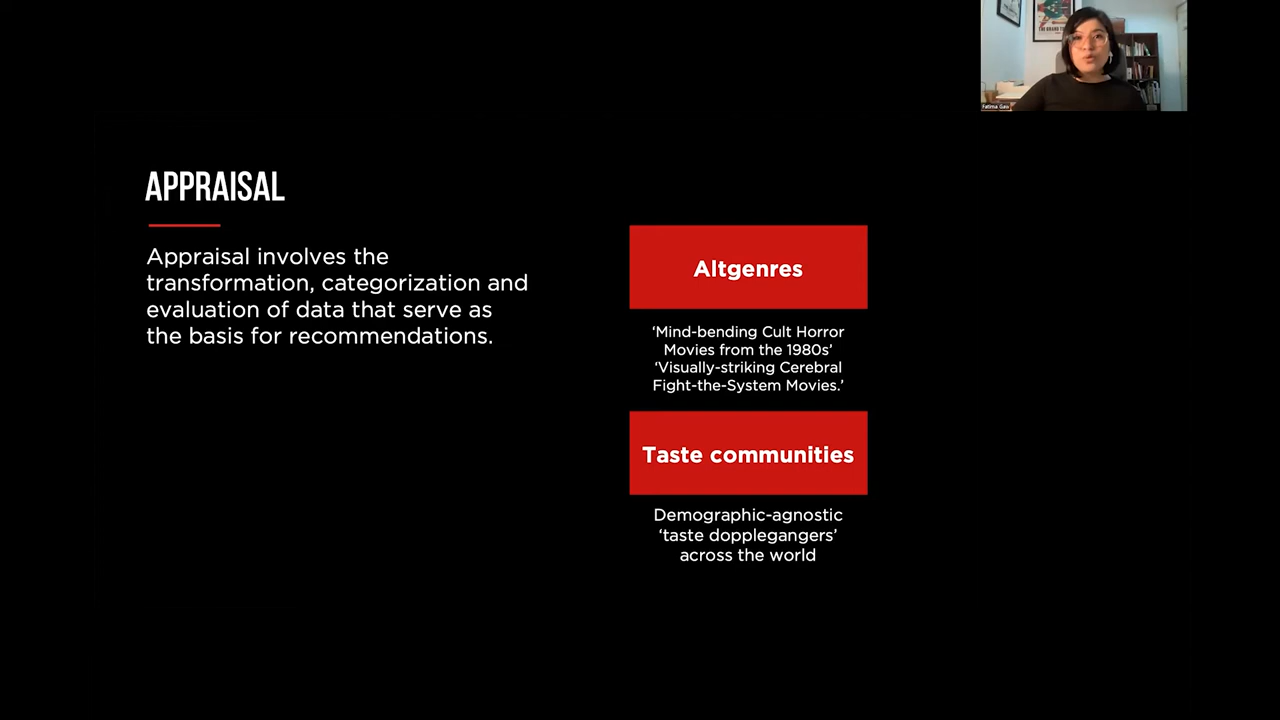 Fatima Gaw
APPRAISAL
Appraisal involves the
transformation, categorization and
evaluation of data that serve as
the basis for recommendations.
Altgenres
‘Mind-bending Cult Horror
Movies from the 1980s’
‘Visually-striking Cerebral
Fight-the-System Movies.’
Taste communities
Demographic-agnostic
‘taste dopplegangers’
across the world